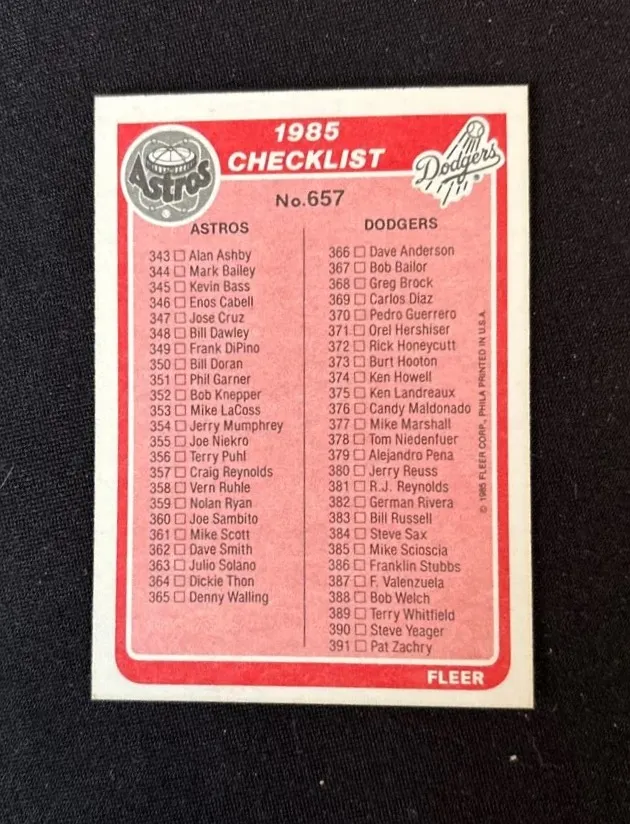 1985
CHECKLIST
Astros
Dodgers
No.657
ASTROS
343 Alan Ashby
344 Mark Bailey
345 Kevin Bass
346 Enos Cabell
347 Jose Cruz
348 Bill Dawley
349 Frank DiPino
350 Bill Doran
351 Phil Garner
352 Bob Knepper
353 Mike LaCoss
354 Jerry Mumphrey
355 Joe Niekro
356 Terry Puhl
357 Craig Reynolds
358 Vern Ruhle
359 Nolan Ryan
360 Joe Sambito
361 Mike Scott
362 Dave Smith
363 Julio Solano
364 Dickie Thon
365 Denny Walling
DODGERS
366 Dave Anderson
367 Bob Bailor
368 Greg Brock
369 Carlos Diaz
370 Pedro Guerrero
371 Orel Hershiser
372 Rick Honeycutt
373 Burt Hooton
374 Ken Howell
375 Ken Landreaux
376 Candy Maldonado
377 Mike Marshall
378 Tom Niedenfuer
379 Alejandro Pena
380 Jerry Reuss
381 R.J. Reynolds
382 German Rivera
383 Bill Russell
384 Steve Sax
385 Mike Scioscia
386 Franklin Stubbs
387 F. Valenzuela
388 Bob Welch
389 Terry Whitfield
390 Steve Yeager
391 Pat Zachry
© 1985 FLEER CORP., PHILA PRINTED IN U.S.A.
FLEER